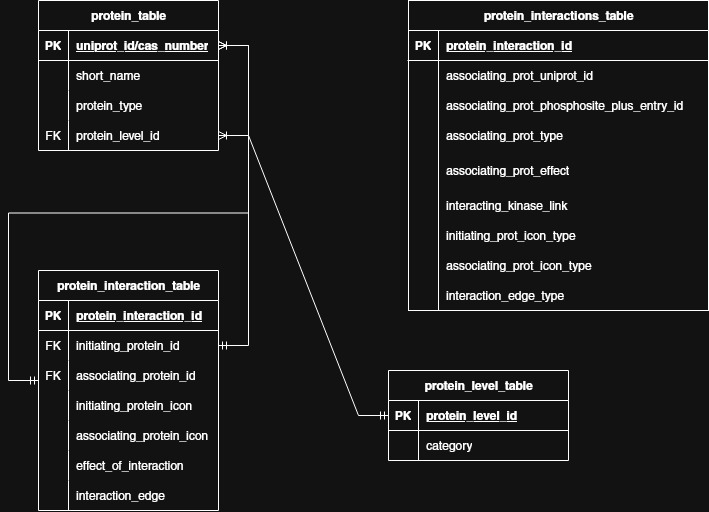 protein_table
PK uniprot_id/cas_number
short_name
protein_type
FK protein_level_id
protein_interactions_table
PK protein_interaction_id
associating_prot_uniprot_id
associating_prot_phosphosite_plus_entry_id
associating_prot_type
associating_prot_effect
interacting_kinase_link
initiating_prot_icon_type
associating_prot_icon_type
interaction_edge_type
protein_interaction_table
PK protein_interaction_id
FK initiating_protein_id
FK associating_protein_id
initiating_protein_icon
associating_protein_icon
effect_of_interaction
interaction_edge
protein_level_table
PK protein_level_id
category